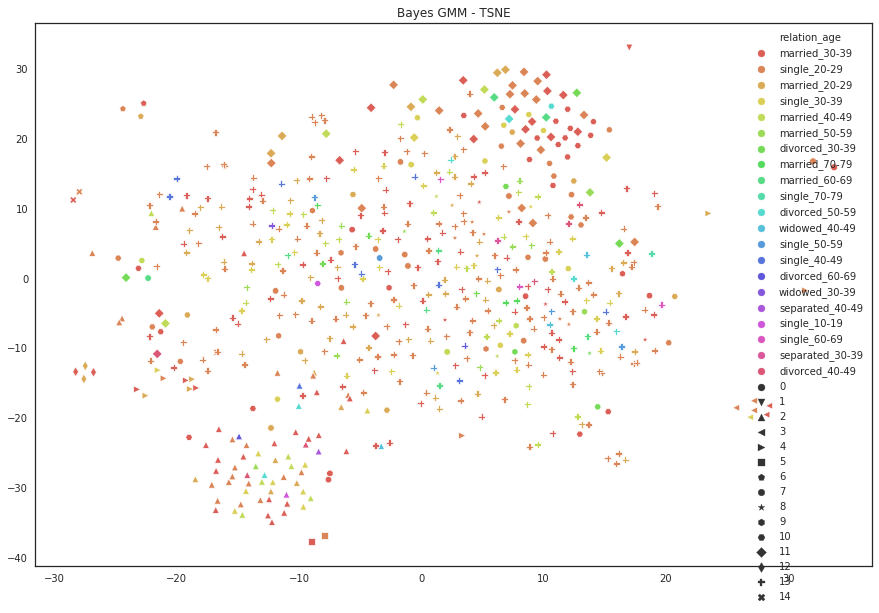 Bayes GMM - TSNE
relation_age
married_30-39
single_20-29
married_20-29
single_30-39
married_40-49
married_50-59
divorced_30-39
married_70-79
married_60-69
single_70-79
divorced_50-59
widowed_40-49
single_50-59
single_40-49
divorced_60-69
widowed_30-39
separated_40-49
single_10-19
single_60-69
separated_30-39
divorced_40-49
0
1
2
3
4
5
6
7
8
9
10
11
12
13
14
30
20
10
0
−10
−20
−30
−40
−30
−20
−10
0
10
20
30